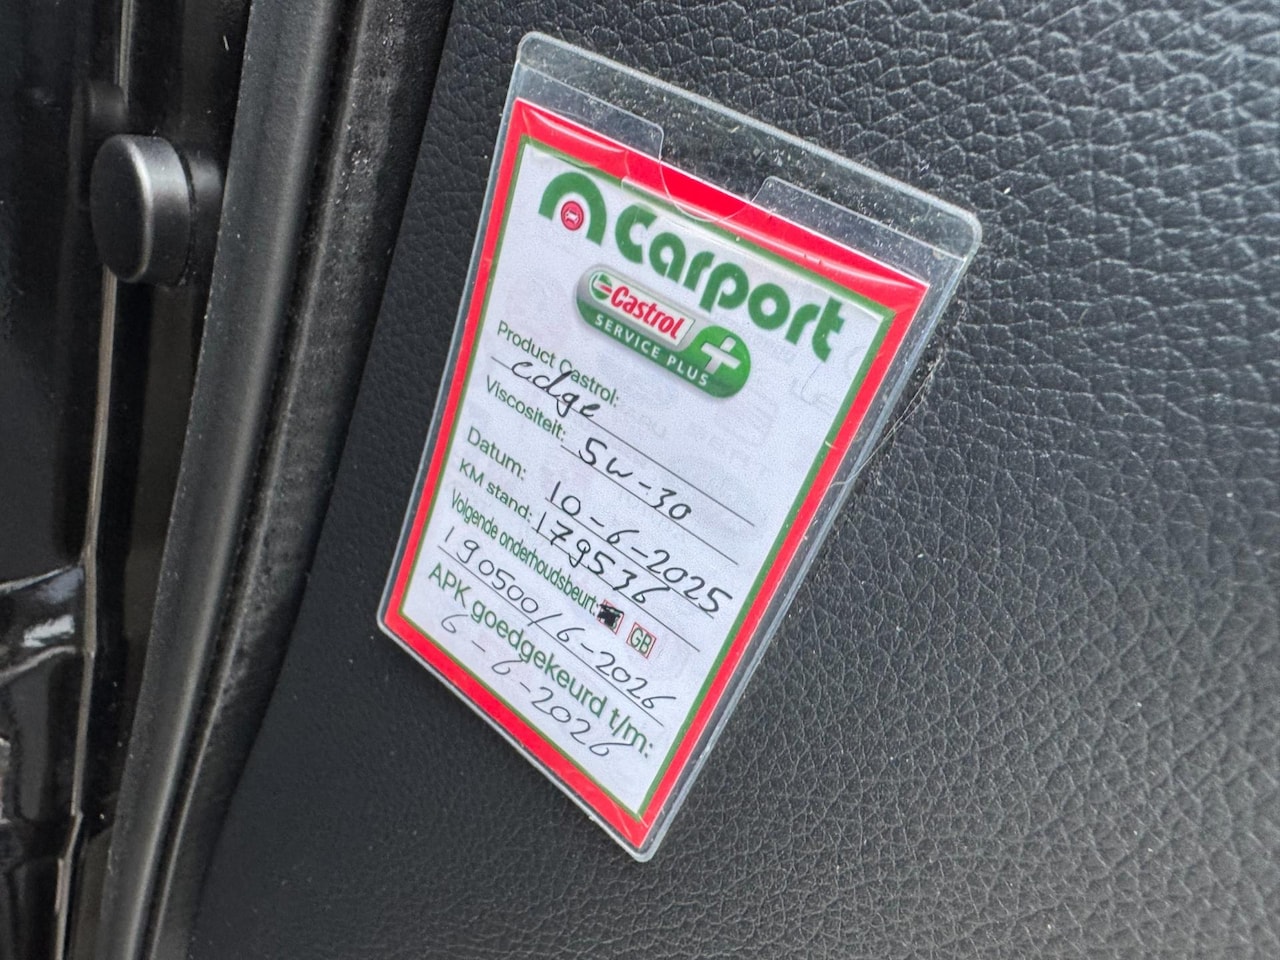 Carport
Castrol
SERVICE PLUS
Product Castrol:
edge
Viscositeit: 5w-30
Datum: 10-6-2025
KM stand: 179536
Volgende onderhoudsbeurt: GB
190500/6-2026
APK goedgekeurd t/m:
6-6-2026